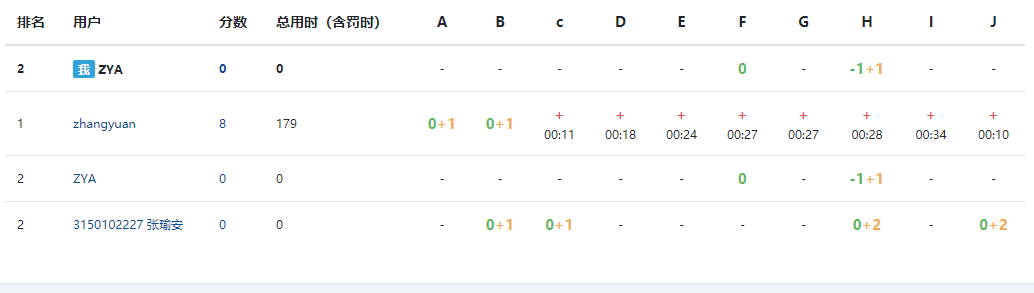 排名 用户 分数 总用时（含罚时） A B c D E F G H I J
2 我 ZYA 0 0 - - - - - 0 - -1+1 - -
1 zhangyuan 8 179 0+1 0+1 + 00:11 + 00:18 + 00:24 + 00:27 + 00:27 + 00:28 + 00:34 + 00:10
2 ZYA 0 0 - - - - - 0 - -1+1 - -
2 3150102227 张瑜安 0 0 - 0+1 0+1 - - - - 0+2 - 0+2